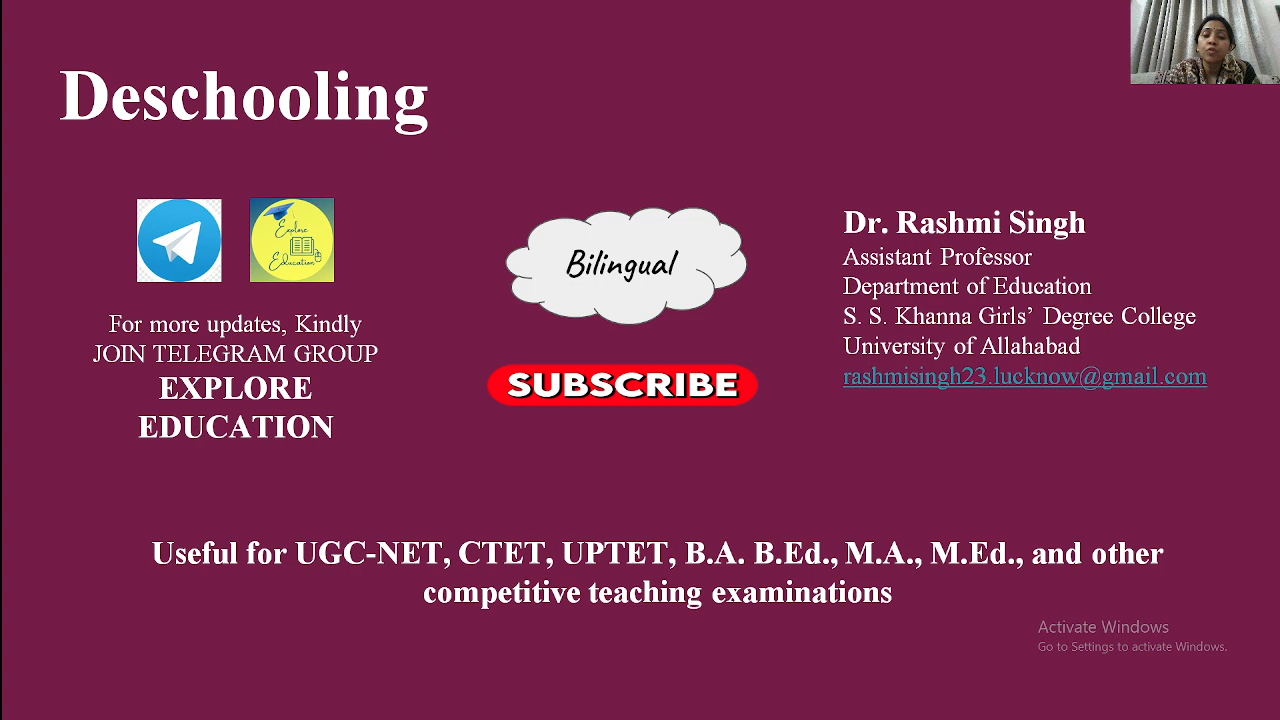 Deschooling
Explore
Education
For more updates, Kindly
JOIN TELEGRAM GROUP
EXPLORE
EDUCATION
Bilingual
SUBSCRIBE
Dr. Rashmi Singh
Assistant Professor
Department of Education
S. S. Khanna Girls’ Degree College
University of Allahabad
rashmisingh23.lucknow@gmail.com
Useful for UGC-NET, CTET, UPTET, B.A. B.Ed., M.A., M.Ed., and other
competitive teaching examinations
Activate Windows
Go to Settings to activate Windows.